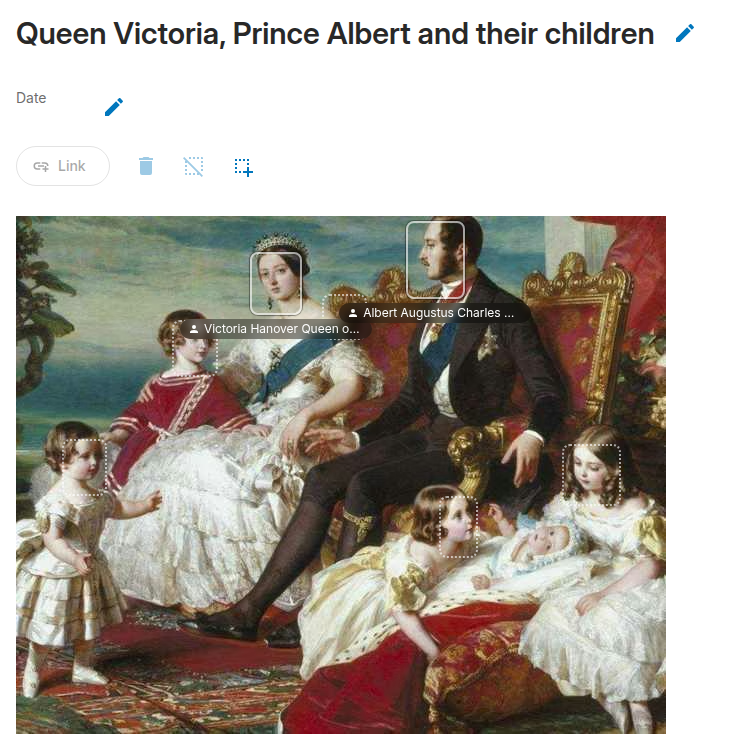 Queen Victoria, Prince Albert and their children
Date
Link
Albert Augustus Charles ...
Victoria Hanover Queen o...